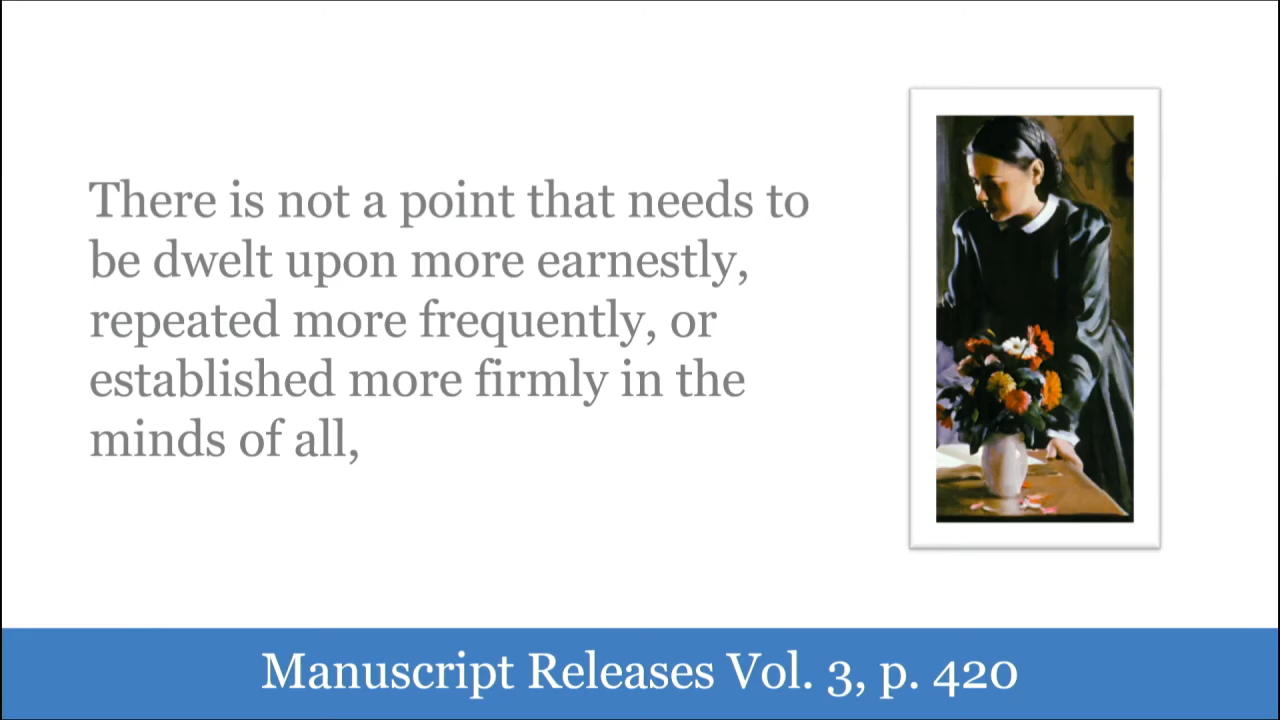 There is not a point that needs to
be dwelt upon more earnestly,
repeated more frequently, or
established more firmly in the
minds of all,
Manuscript Releases Vol. 3, p. 420